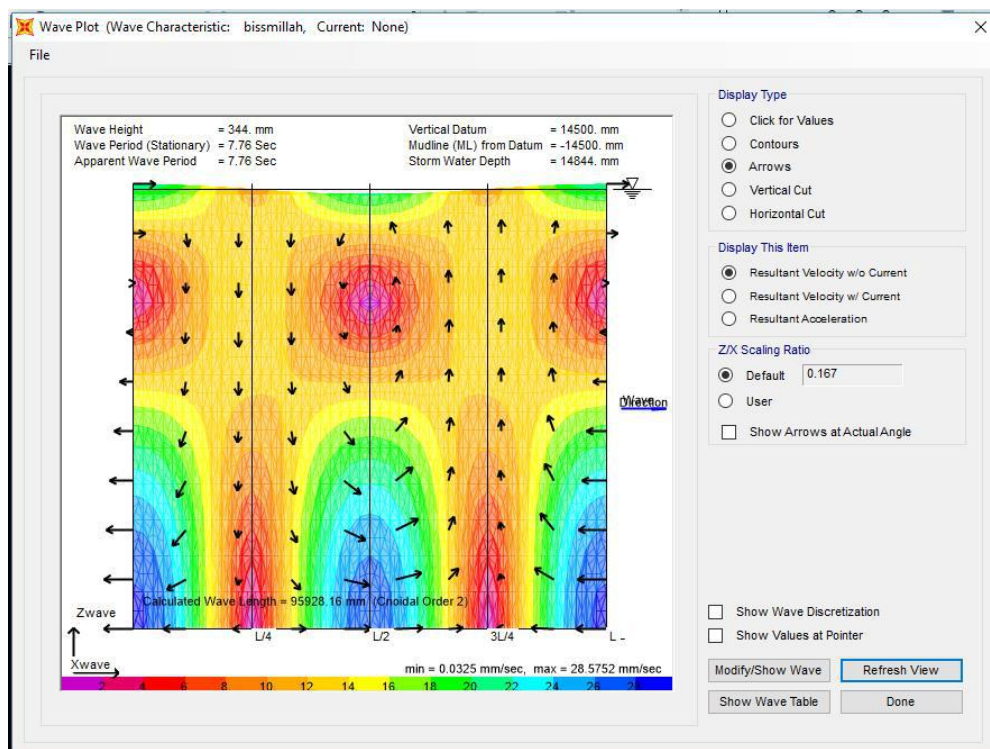 Wave Plot (Wave Characteristic: bissmillah, Current: None)
File
Wave Height = 344. mm
Wave Period (Stationary) = 7.76 Sec
Apparent Wave Period = 7.76 Sec
Vertical Datum = 14500. mm
Mudline (ML) from Datum = -14500. mm
Storm Water Depth = 14844. mm
Wave
Direction
Calculated Wave Length = 95928.16 mm (Cnoidal Order 2)
Zwave
Xwave
L/4 L/2 3L/4 L
min = 0.0325 mm/sec, max = 28.5752 mm/sec
2 4 6 8 10 12 14 16 18 20 22 24 26 28
Display Type
Click for Values
Contours
Arrows
Vertical Cut
Horizontal Cut
Display This Item
Resultant Velocity w/o Current
Resultant Velocity w/ Current
Resultant Acceleration
Z/X Scaling Ratio
Default 0.167
User
Show Arrows at Actual Angle
Show Wave Discretization
Show Values at Pointer
Modify/Show Wave Refresh View
Show Wave Table Done